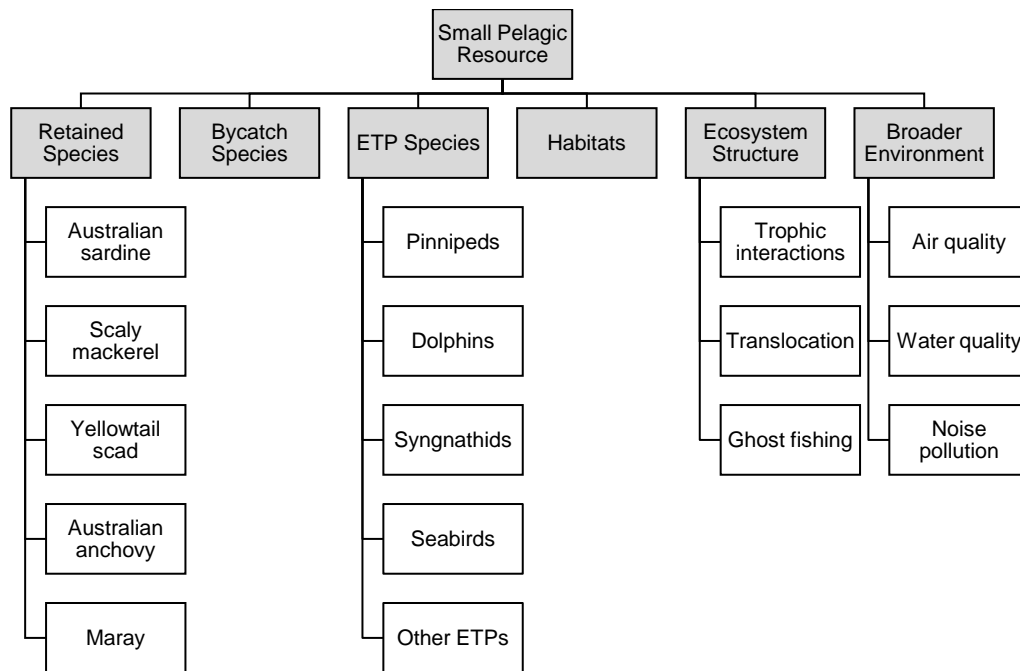 Small Pelagic
Resource
Retained
Species
Bycatch
Species
ETP Species
Habitats
Ecosystem
Structure
Broader
Environment
Australian
sardine
Scaly
mackerel
Yellowtail
scad
Australian
anchovy
Maray
Pinnipeds
Dolphins
Syngnathids
Seabirds
Other ETPs
Trophic
interactions
Translocation
Ghost fishing
Air quality
Water quality
Noise
pollution